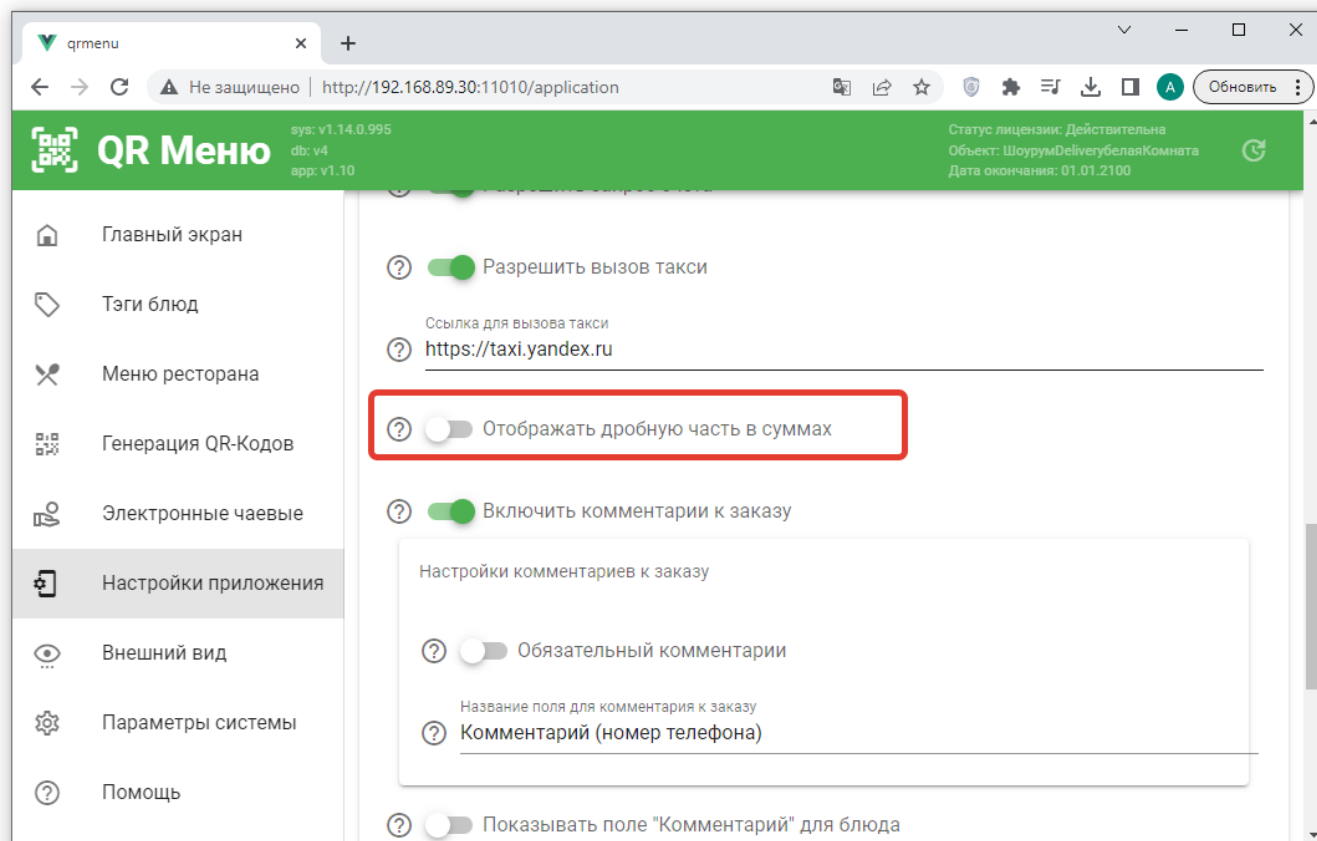 qrmenu
Не защищено
http://192.168.89.30:11010/application
A
Обновить
QR Меню
sys: v1.14.0.995
db: v4
app: v1.10
Статус лицензии: Действительна
Объект: ШоурумDeliveryбелаяКомната
Дата окончания: 01.01.2100
Главный экран
Тэги блюд
Меню ресторана
Генерация QR-Кодов
Электронные чаевые
Настройки приложения
Внешний вид
Параметры системы
Помощь
Разрешить вызов такси
Ссылка для вызова такси
https://taxi.yandex.ru
Отображать дробную часть в суммах
Включить комментарии к заказу
Настройки комментариев к заказу
Обязательный комментарии
Название поля для комментария к заказу
Комментарий (номер телефона)
Показывать поле "Комментарий" для блюда